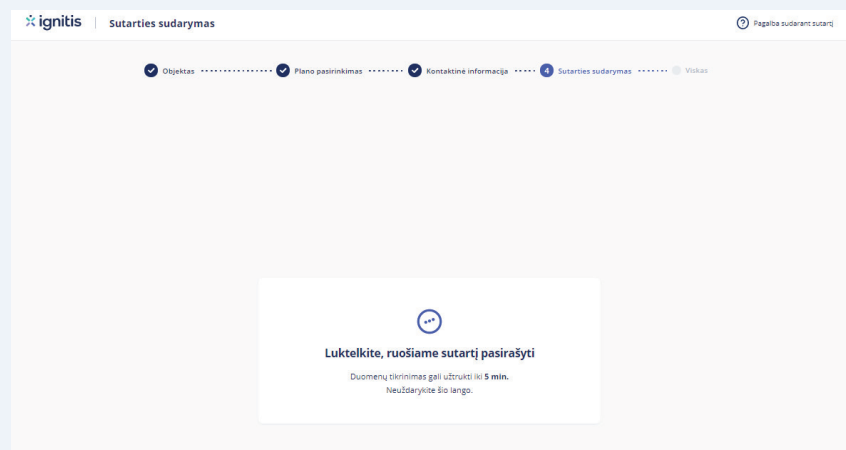 ignitis
Sutarties sudarymas
Pagalba sudarant sutartį
Objektas
Plano pasirinkimas
Kontaktinė informacija
4 Sutarties sudarymas
Viskas
Luktelkite, ruošiame sutartį pasirašyti
Duomenų tikrinimas gali užtrukti iki 5 min.
Neuždarykite šio lango.